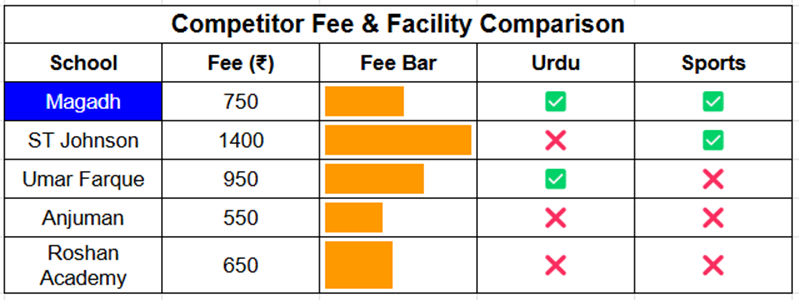 Competitor Fee & Facility Comparison
School Fee (₹) Fee Bar Urdu Sports
Magadh 750 ✅ ✅
ST Johnson 1400 ❌ ✅
Umar Farque 950 ✅ ❌
Anjuman 550 ❌ ❌
Roshan
Academy 650 ❌ ❌